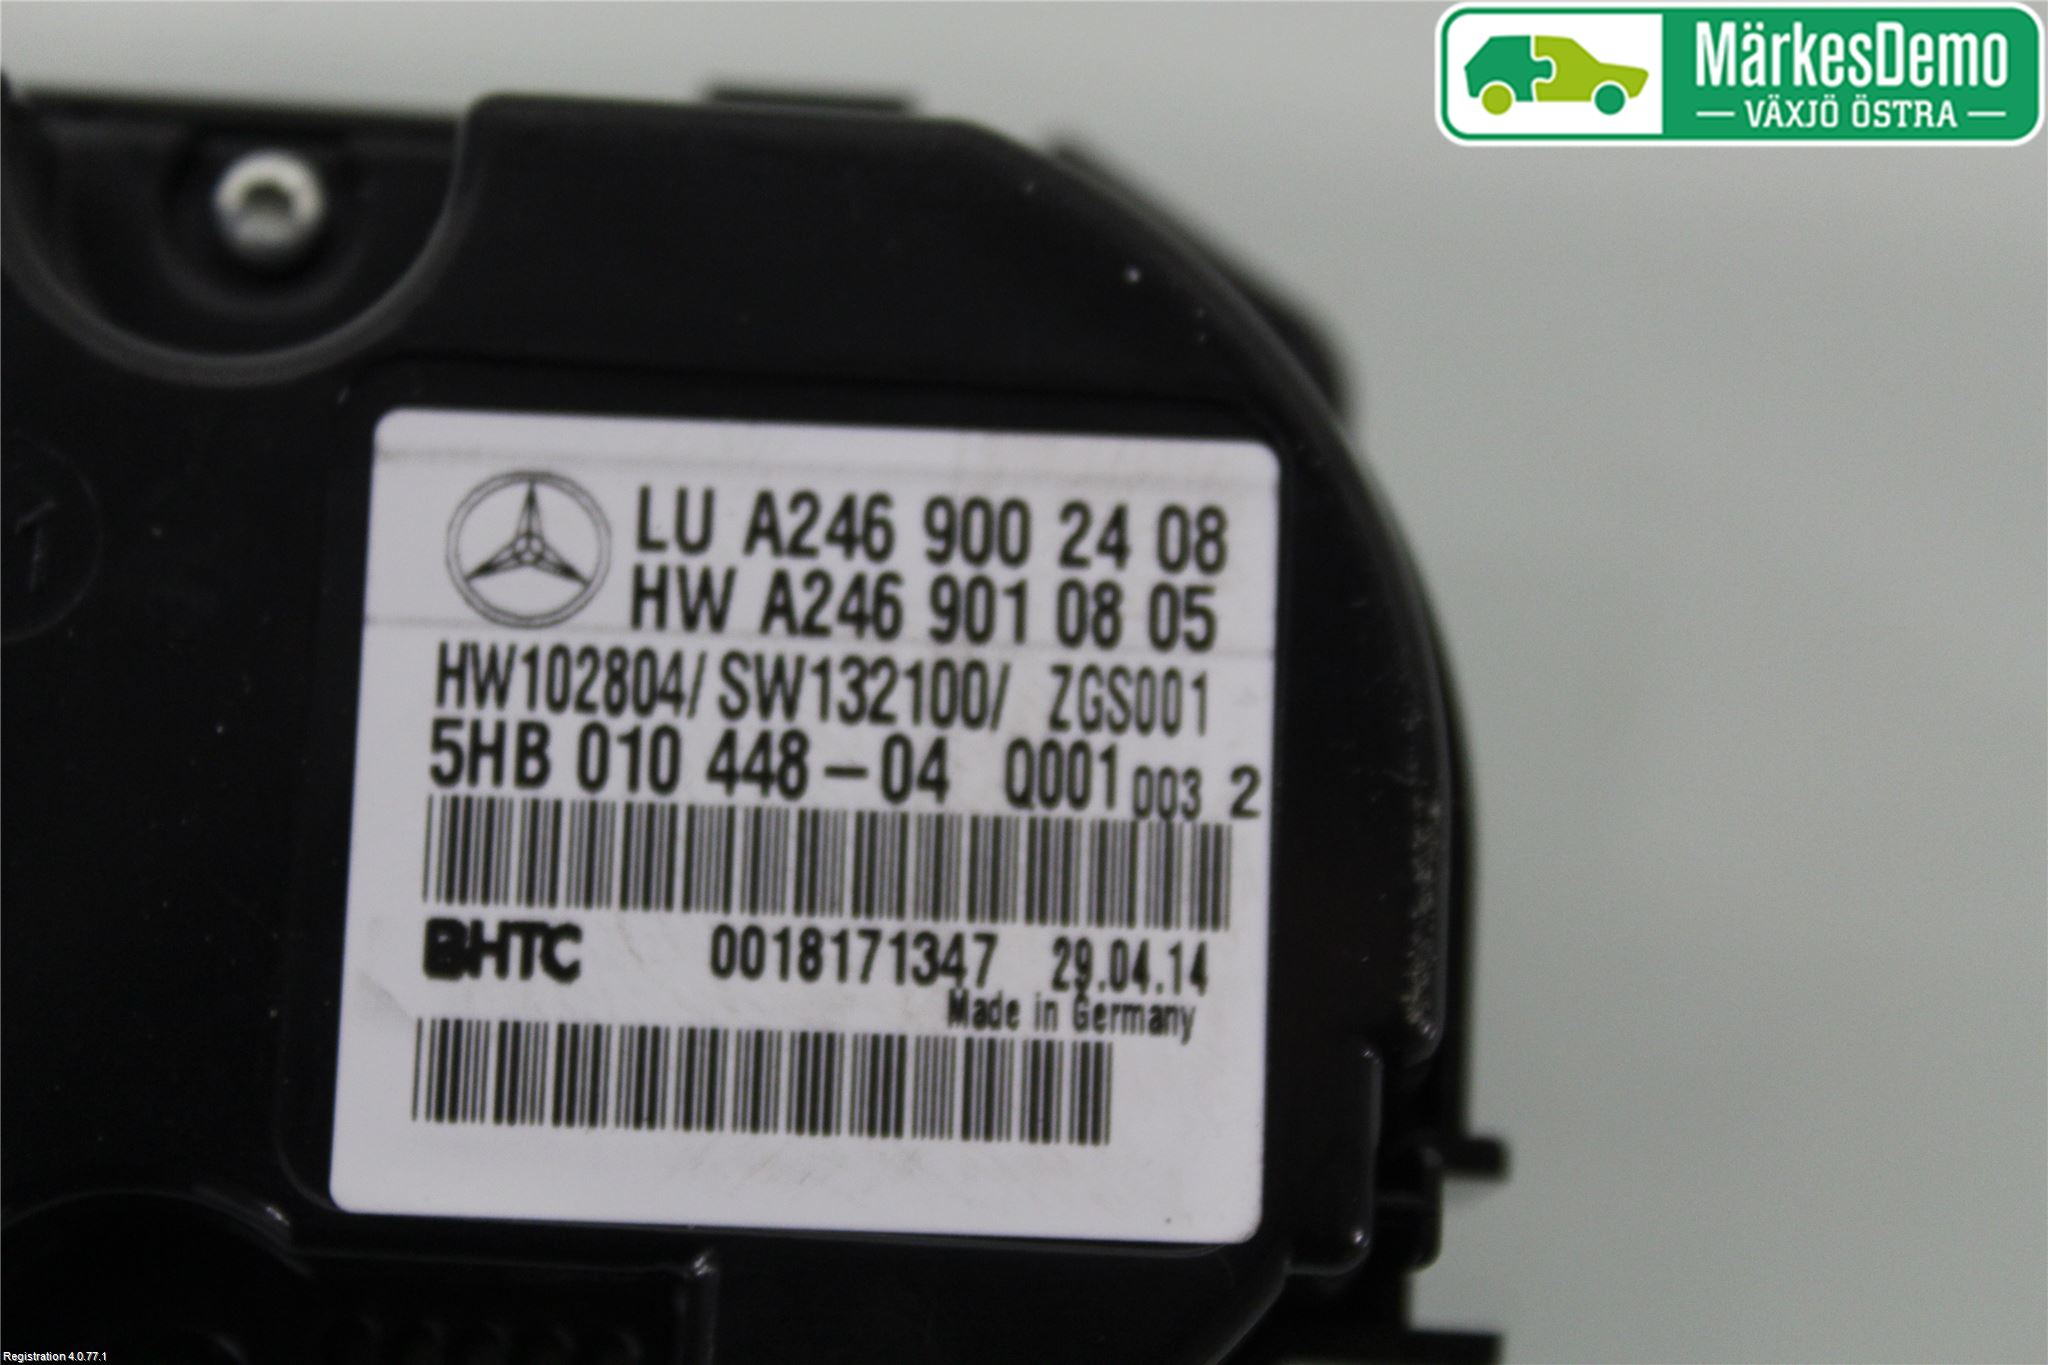 MärkesDemo
VÄXJÖ ÖSTRA
LU A246 900 24 08
HW A246 901 08 05
HW102804/ SW132100/ ZGS001
5HB 010 448-04 Q001 003 2
BHTC 0018171347 29.04.14
Made in Germany
Registration 4.0.77.1